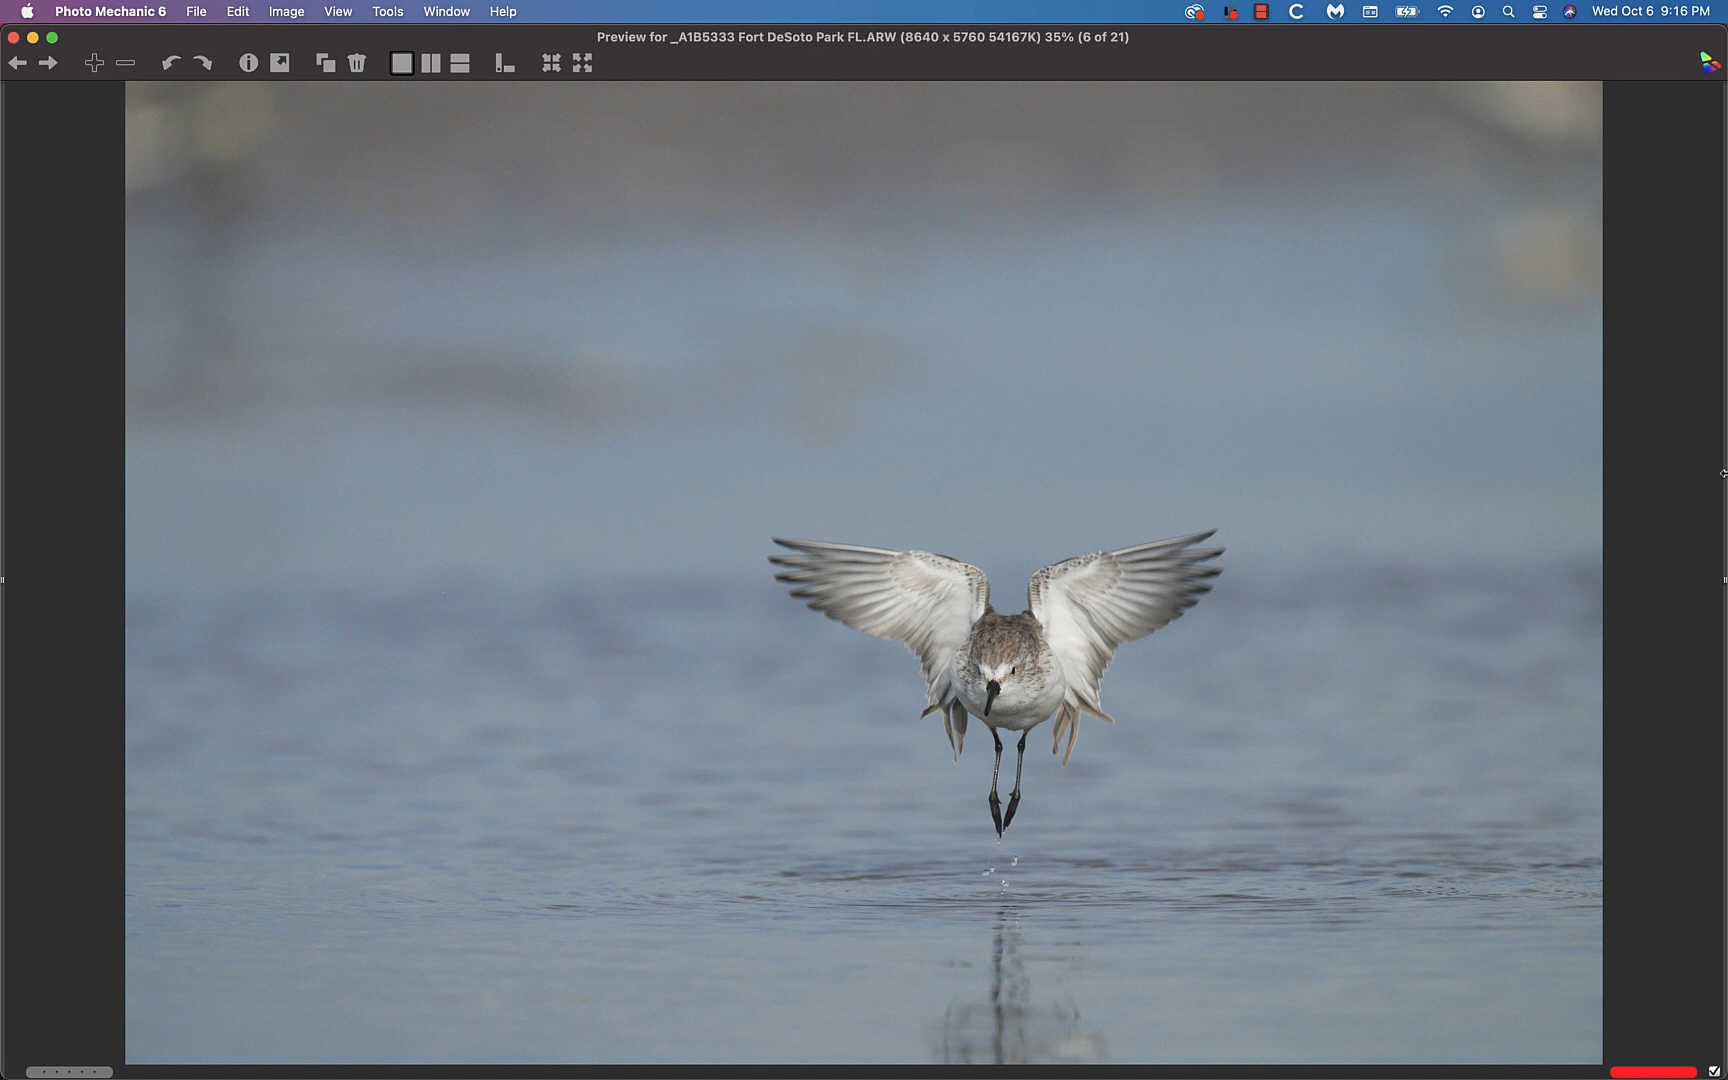 Photo Mechanic 6 File Edit Image View Tools Window Help Wed Oct 6 9:16 PM
Preview for _A1B5333 Fort DeSoto Park FL.ARW (8640 x 5760 54167K) 35% (6 of 21)